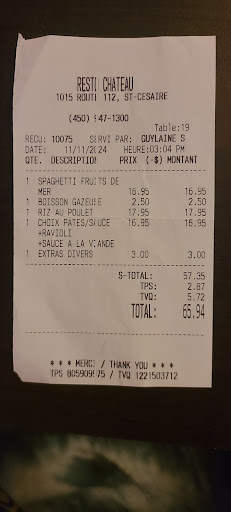 RESTO CHATEAU
1015 ROUTE 112, ST-CESAIRE
(450) 947-1300
Table:19
RECU: 10075 SERVI PAR: GUYLAINE S
DATE: 11/11/2024 HEURE:03:04 PM
QTE. DESCRIPTION PRIX (-$) MONTANT
1 SPAGHETTI FRUITS DE
MER 16.95 16.95
1 BOISSON GAZEUSE 2.50 2.50
1 RIZ AU POULET 17.95 17.95
1 CHOIX PATES/SAUCE 16.95 16.95
+RAVIOLI
+SAUCE A LA VIANDE
1 EXTRAS DIVERS 3.00 3.00
S-TOTAL: 57.35
TPS: 2.87
TVQ: 5.72
TOTAL: 65.94
* * * MERCI / THANK YOU * * *
TPS 805909575 / TVQ 1221503712